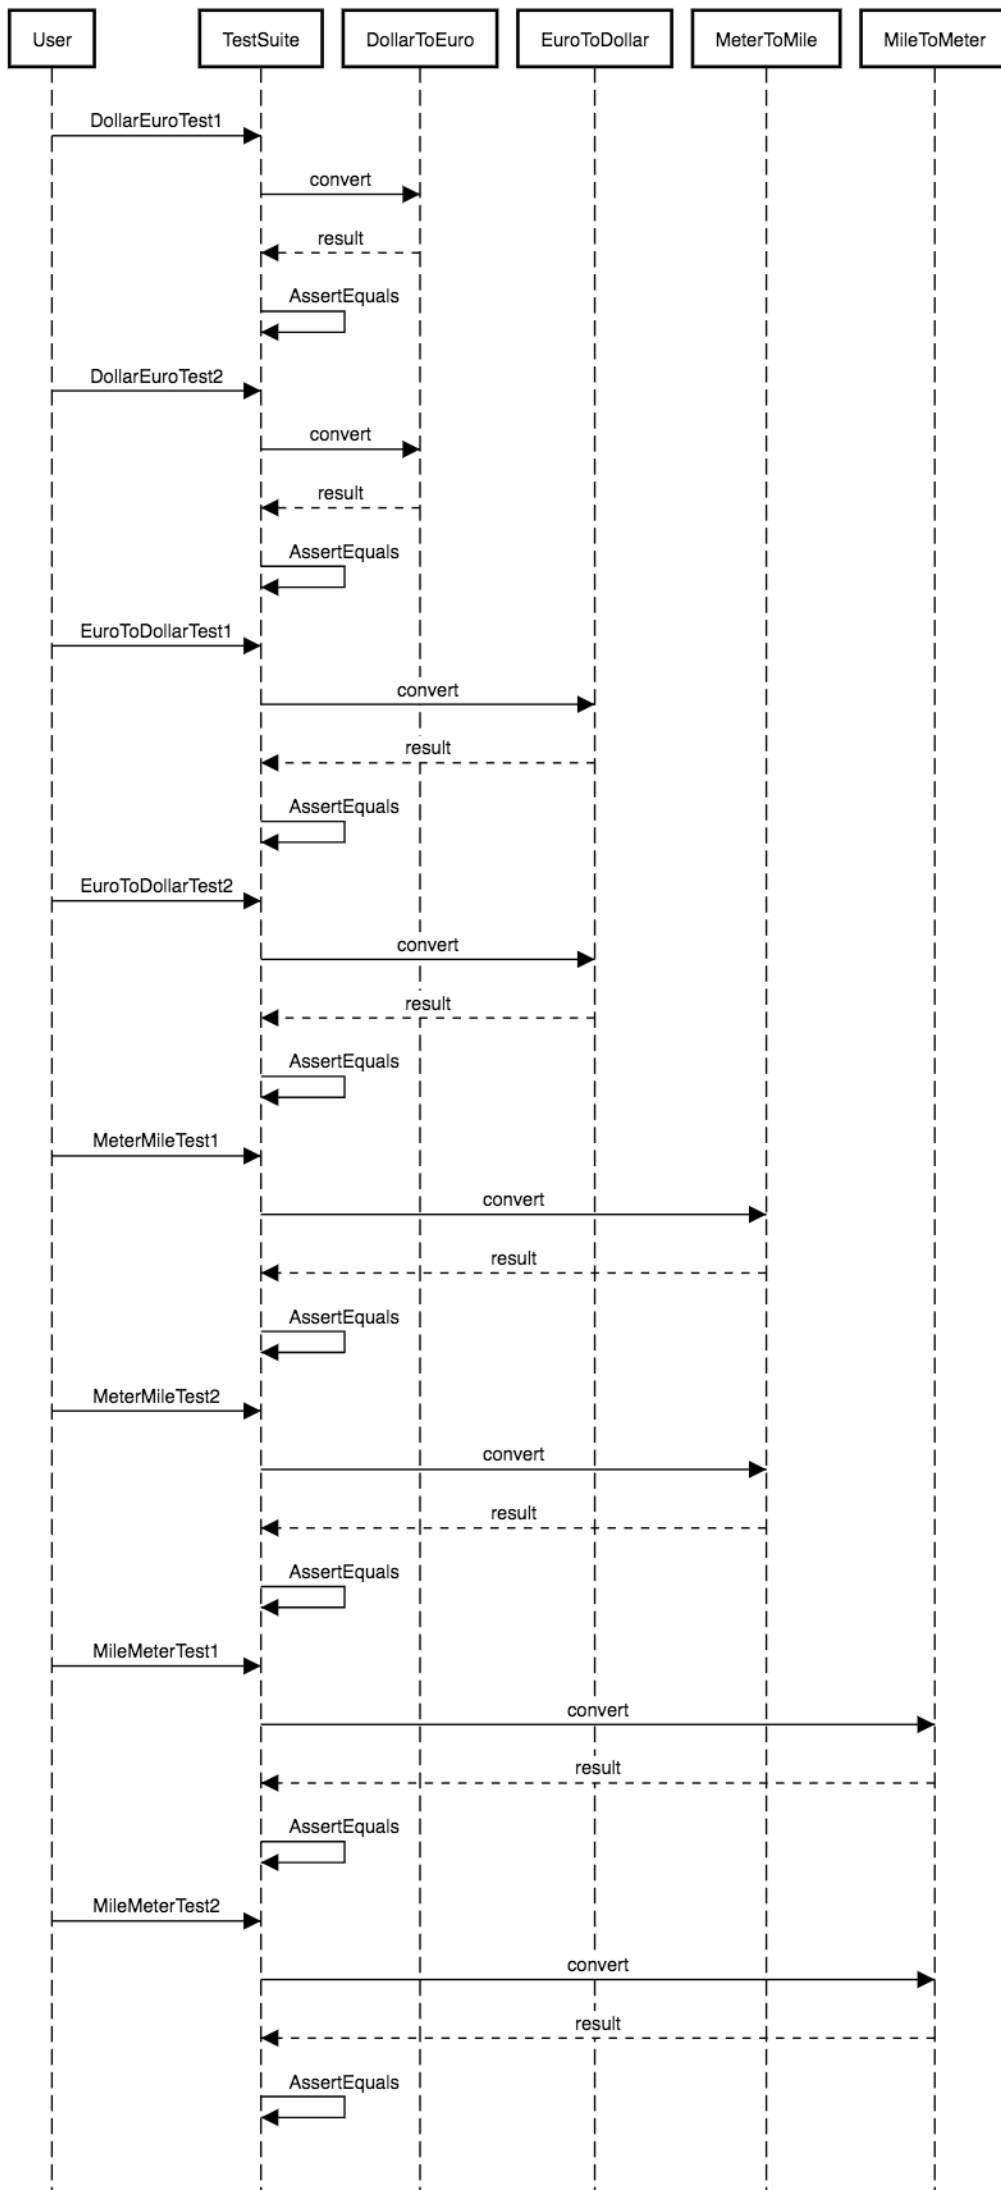 User
TestSuite
DollarToEuro
EuroToDollar
MeterToMile
MileToMeter
DollarEuroTest1
convert
result
AssertEquals
DollarEuroTest2
convert
result
AssertEquals
EuroToDollarTest1
convert
result
AssertEquals
EuroToDollarTest2
convert
result
AssertEquals
MeterMileTest1
convert
result
AssertEquals
MeterMileTest2
convert
result
AssertEquals
MileMeterTest1
convert
result
AssertEquals
MileMeterTest2
convert
result
AssertEquals